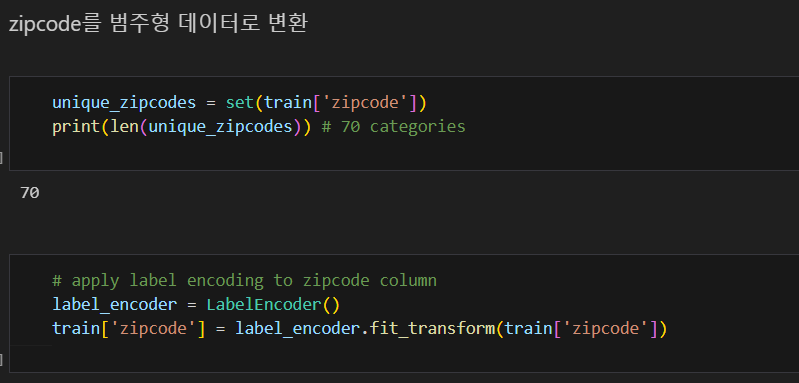 zipcode를 범주형 데이터로 변환
unique_zipcodes = set(train['zipcode'])
print(len(unique_zipcodes)) # 70 categories
]
70
# apply label encoding to zipcode column
label_encoder = LabelEncoder()
train['zipcode'] = label_encoder.fit_transform(train['zipcode'])
]